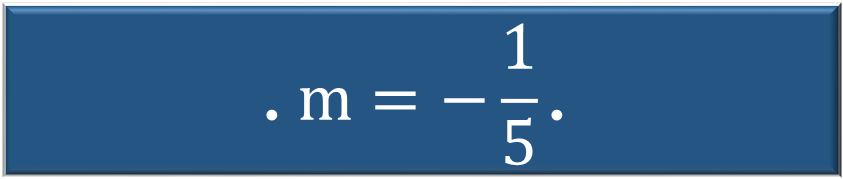 . m = −1/5.